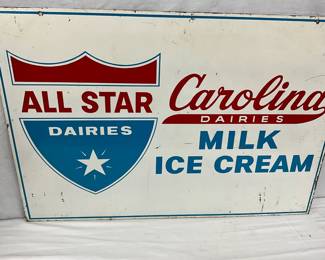 ALL STAR
DAIRIES
Carolina
DAIRIES
MILK
ICE CREAM